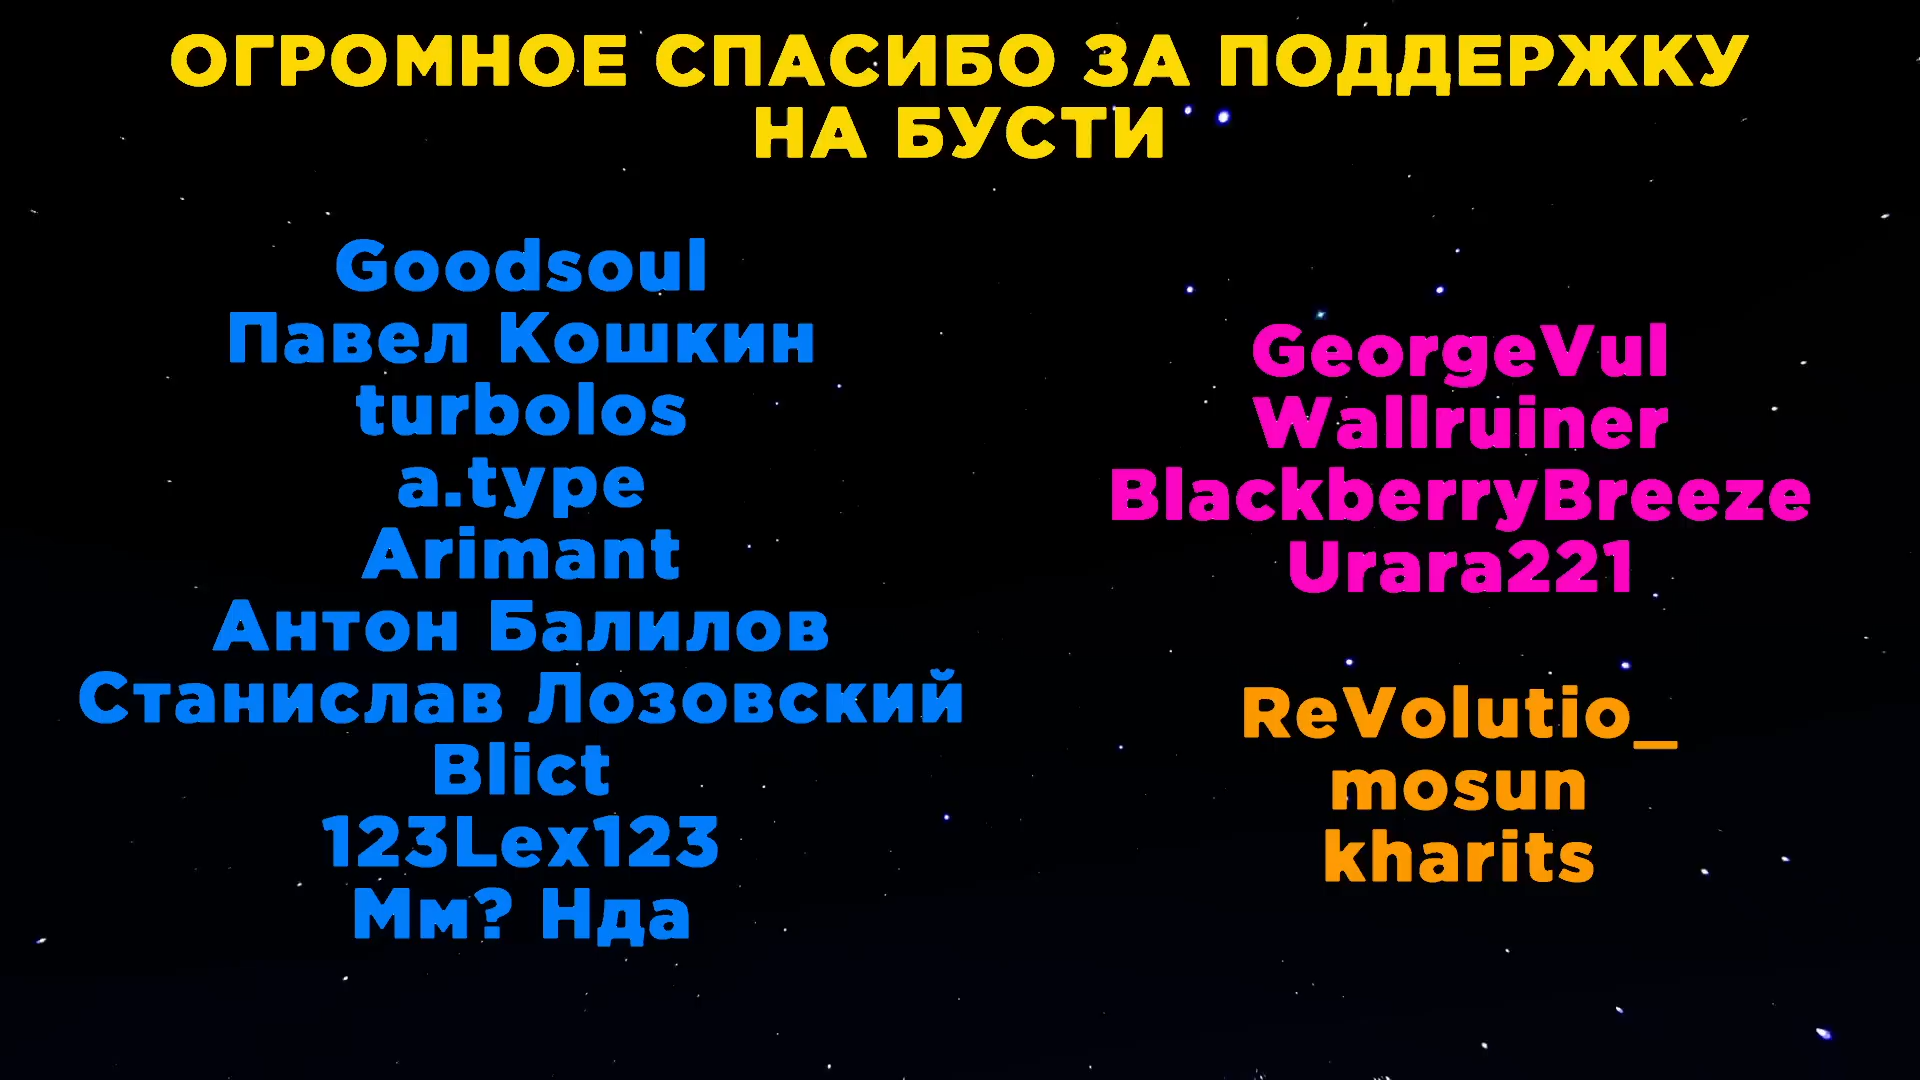 ОГРОМНОЕ СПАСИБО ЗА ПОДДЕРЖКУ
НА БУСТИ
Goodsoul
Павел Кошкин
turbolos
a.type
Arimant
Антон Балилов
Станислав Лозовский
Blict
123Lex123
Мм? Нда
GeorgeVul
Wallruiner
BlackberryBreeze
Urara221
ReVolutio_
mosun
kharits